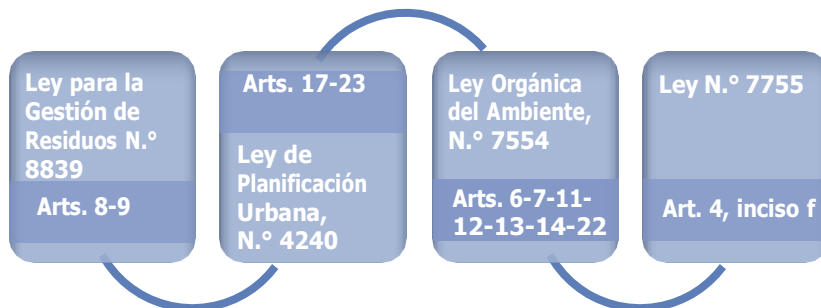 Ley para la
Gestión de
Residuos N.°
8839
Arts. 8-9
Arts. 17-23
Ley de
Planificación
Urbana,
N.° 4240
Ley Orgánica
del Ambiente,
N.° 7554
Arts. 6-7-11-
12-13-14-22
Ley N.° 7755
Art. 4, inciso f